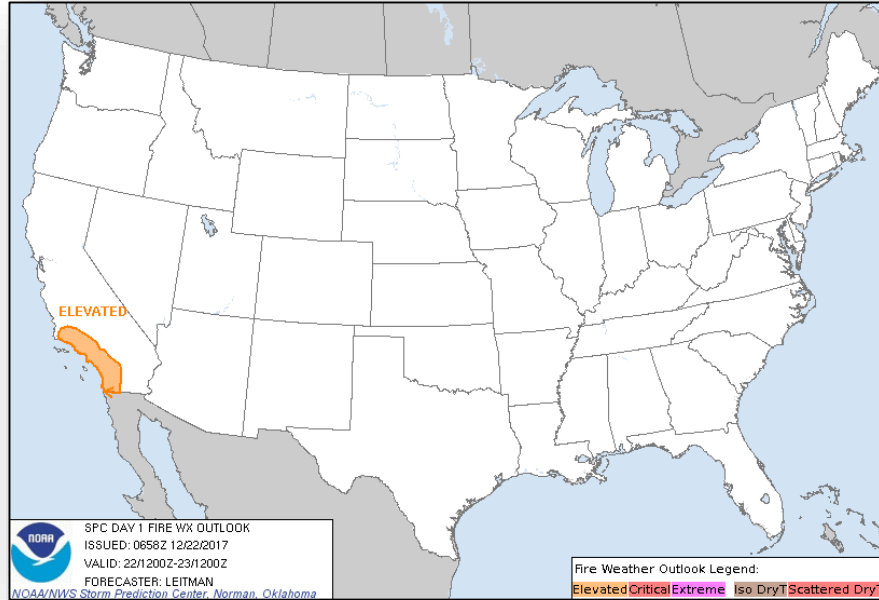 ELEVATED
NOAA
SPC DAY 1 FIRE WX OUTLOOK
ISSUED: 0658Z 12/22/2017
VALID: 22/1200Z-23/1200Z
FORECASTER: LEITMAN
NOAA/NWS Storm Prediction Center, Norman, Oklahoma
Fire Weather Outlook Legend:
Elevated Critical Extreme Iso DryT Scattered DryT